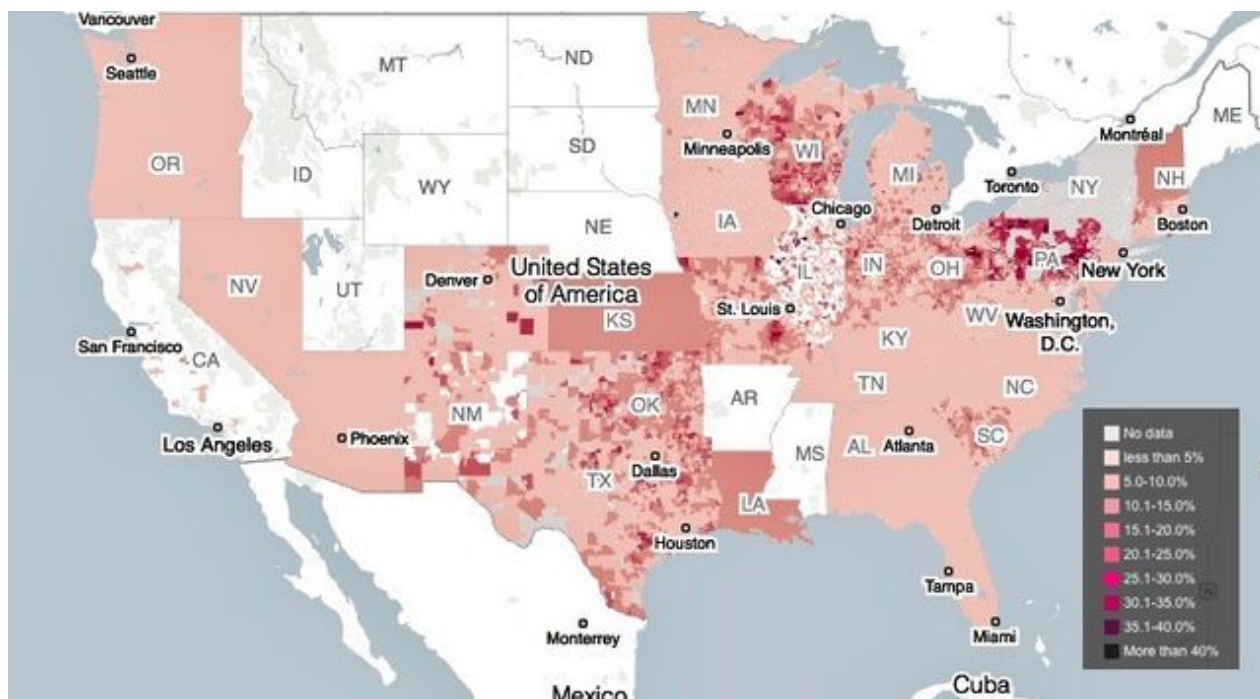 Vancouver
Seattle
MT
ND
MN
ME
Montréal
Minneapolis
WI
OR
ID
SD
MI
Toronto
NY
NH
WY
Chicago
Detroit
Boston
NE
IA
NV
UT
Denver
United States
of America
IL
IN
OH
PA
New York
San Francisco
CA
KS
St. Louis
WV
Washington,
D.C.
KY
Los Angeles
Phoenix
NM
OK
AR
TN
NC
TX
Dallas
MS
AL
Atlanta
SC
LA
Houston
Tampa
Miami
Monterrey
Mexico
Cuba
No data
less than 5%
5.0-10.0%
10.1-15.0%
15.1-20.0%
20.1-25.0%
25.1-30.0%
30.1-35.0%
35.1-40.0%
More than 40%